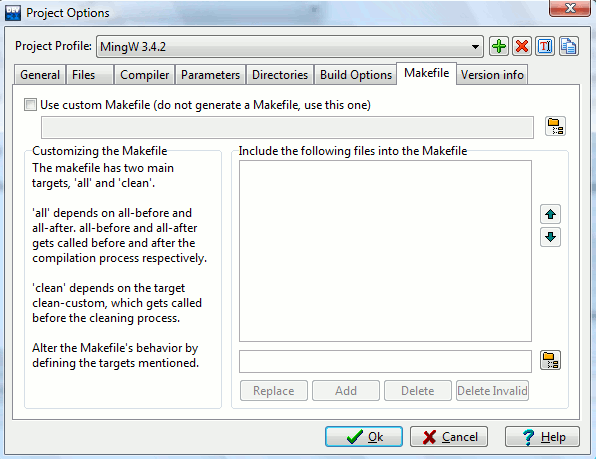 Project Options
Project Profile: MingW 3.4.2
General Files Compiler Parameters Directories Build Options Makefile Version info
Use custom Makefile (do not generate a Makefile, use this one)
Customizing the Makefile
The makefile has two main
targets, 'all' and 'clean'.
'all' depends on all-before and
all-after. all-before and all-after
gets called before and after the
compilation process respectively.
'clean' depends on the target
clean-custom, which gets called
before the cleaning process.
Alter the Makefile's behavior by
defining the targets mentioned.
Include the following files into the Makefile
Replace Add Delete Delete Invalid
Ok Cancel Help